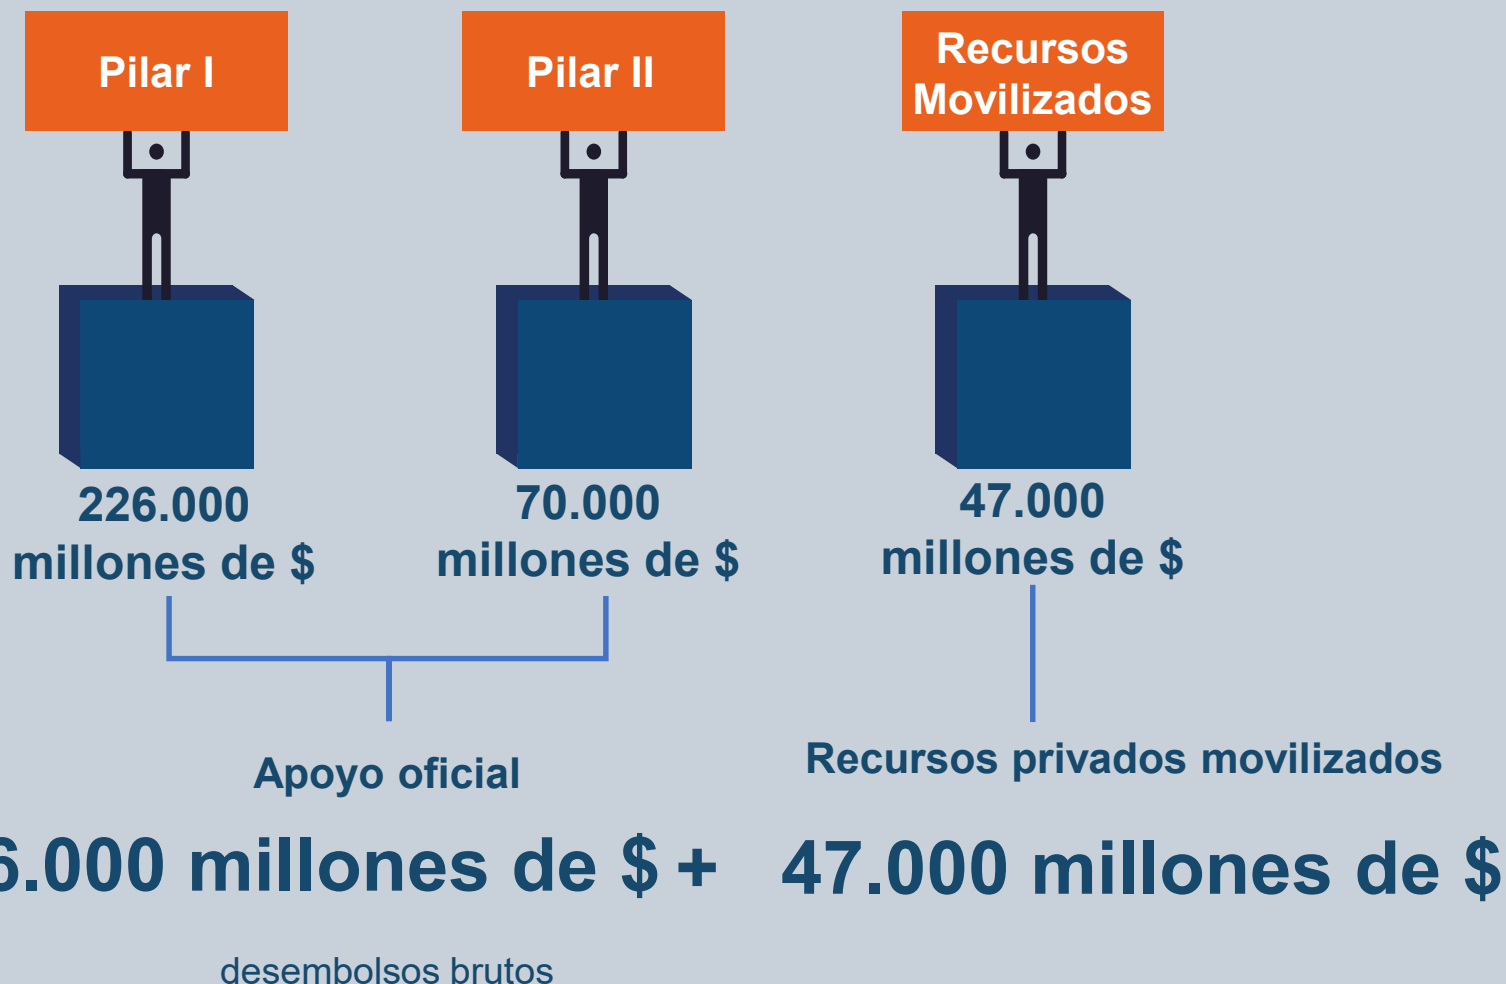 Pilar I
Pilar II
Recursos
Movilizados
226.000
millones de $
70.000
millones de $
47.000
millones de $
Apoyo oficial
Recursos privados movilizados
6.000 millones de $ +
47.000 millones de $
desembolsos brutos